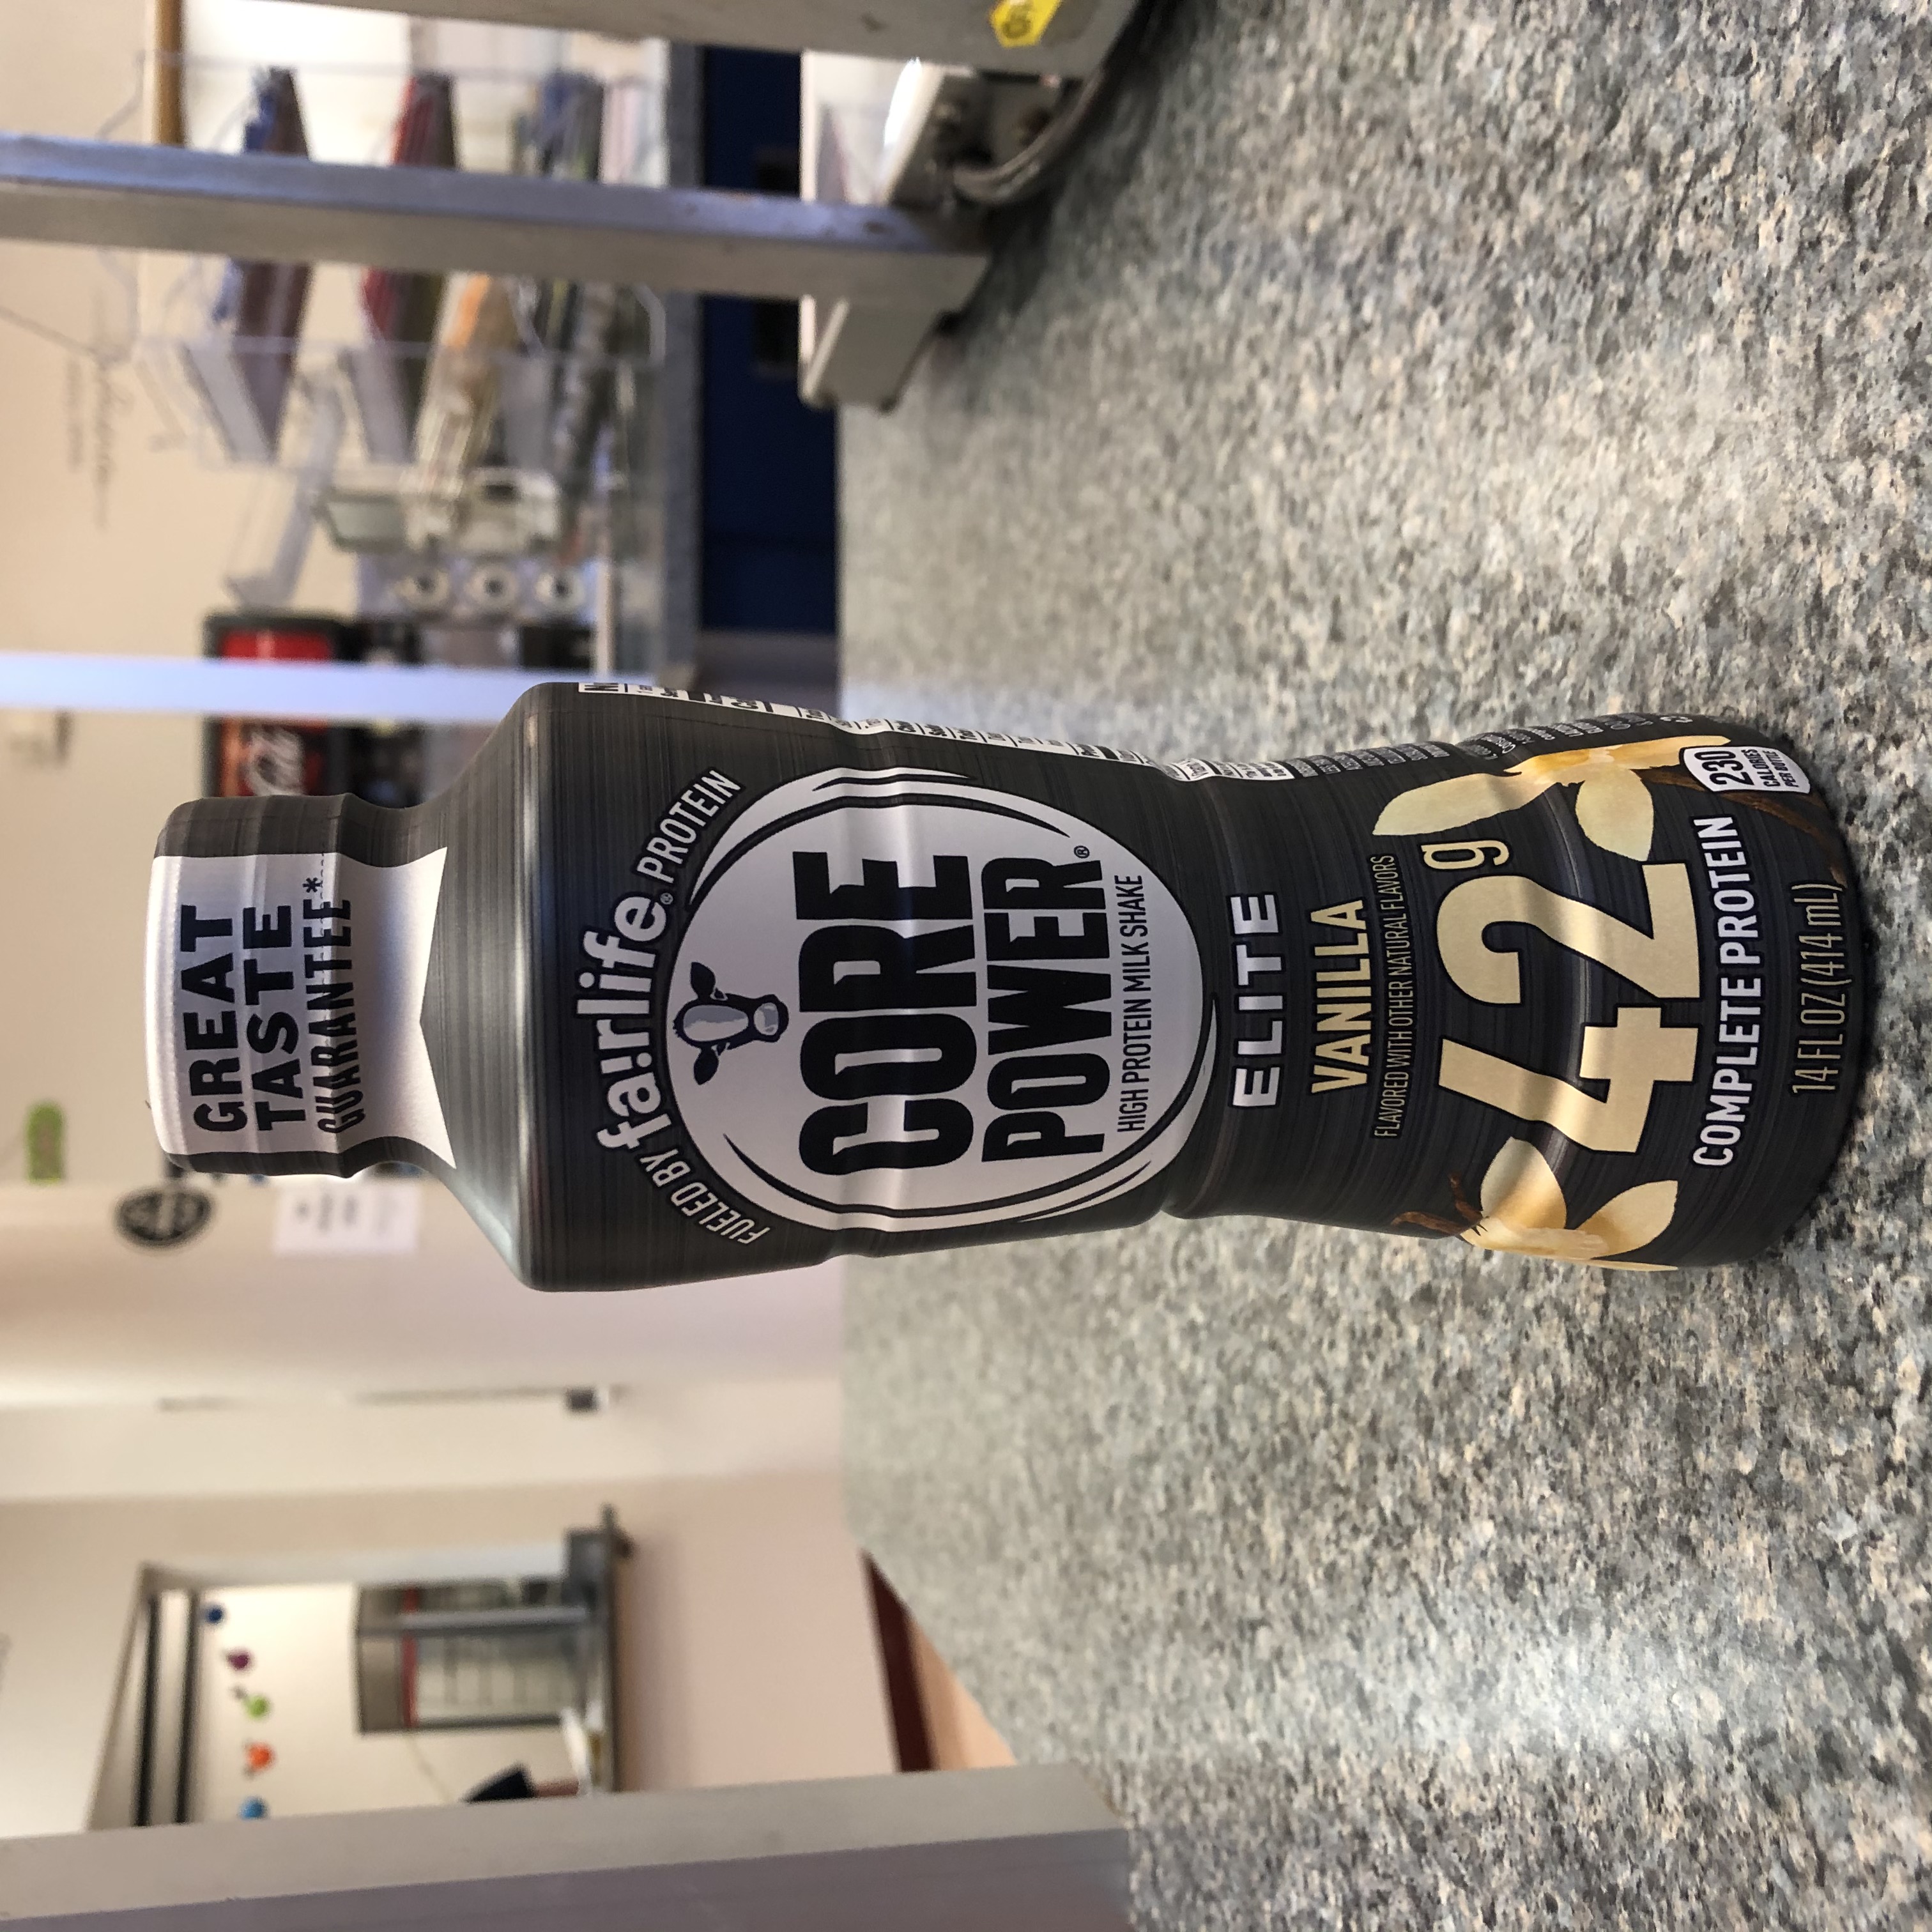 GREAT
TASTE
GUARANTEE*
FUELED BY fa!rlife® PROTEIN
CORE
POWER®
HIGH PROTEIN MILK SHAKE
ELITE
VANILLA
FLAVORED WITH OTHER NATURAL FLAVORS
42g
COMPLETE PROTEIN
230
CALORIES
PER BOTTLE
14 FL OZ (414 mL)